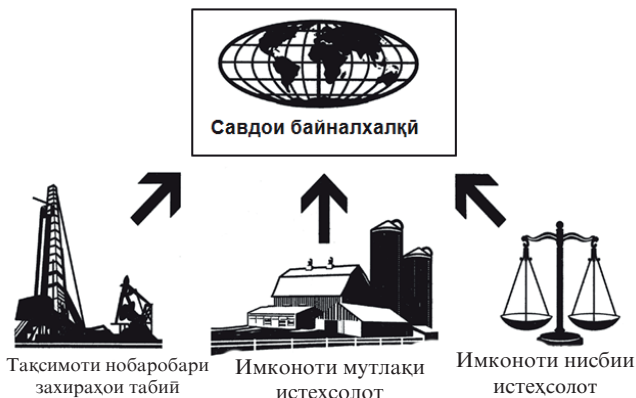 Савдои байналхалқӣ
Тақсимоти нобаробари
захираҳои табиӣ
Имконоти мутлақи
истеҳсолот
Имконоти нисбии
истеҳсолот